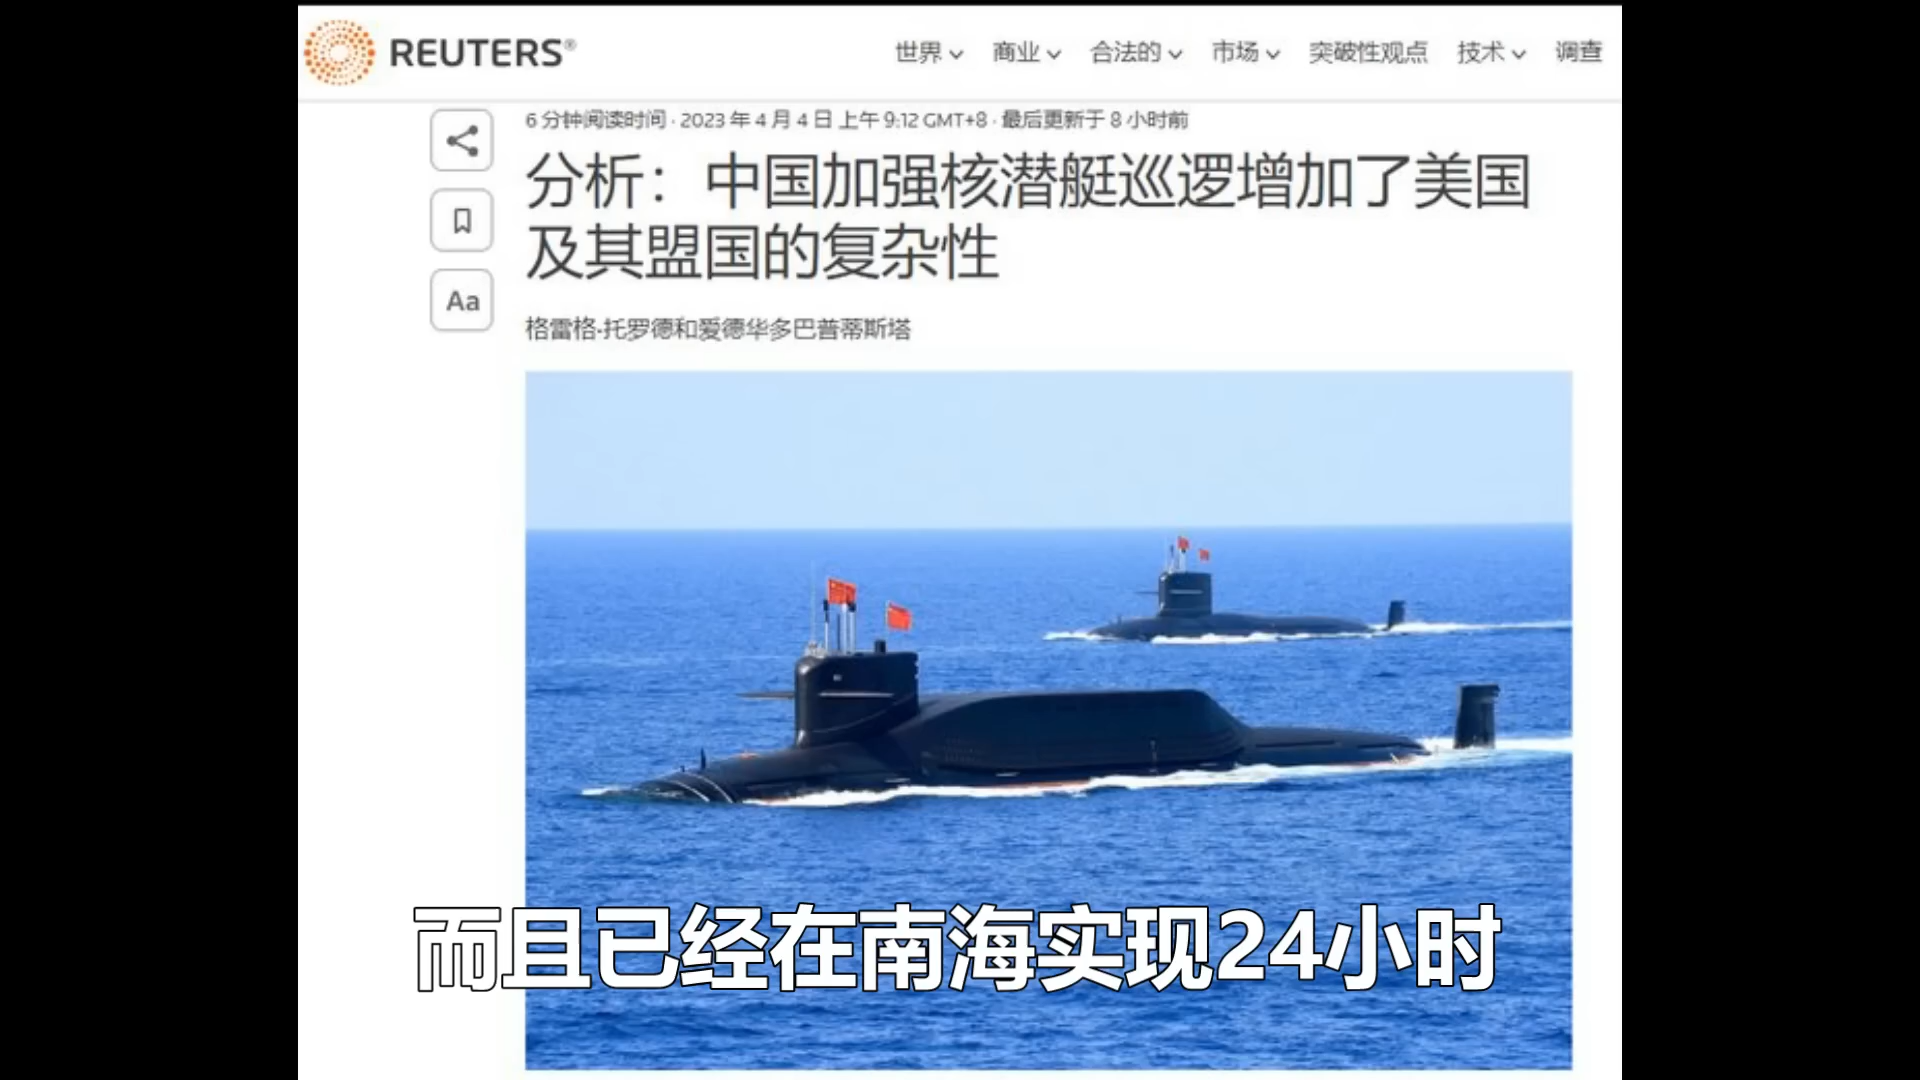 REUTERS®
世界 商业 合法的 市场 突破性观点 技术 调查
6 分钟阅读时间 · 2023 年 4 月 4 日 上午 9:12 GMT+8 · 最后更新于 8 小时前
分析：中国加强核潜艇巡逻增加了美国
及其盟国的复杂性
Aa
格雷格·托罗德和爱德华多巴普蒂斯塔
而且已经在南海实现24小时